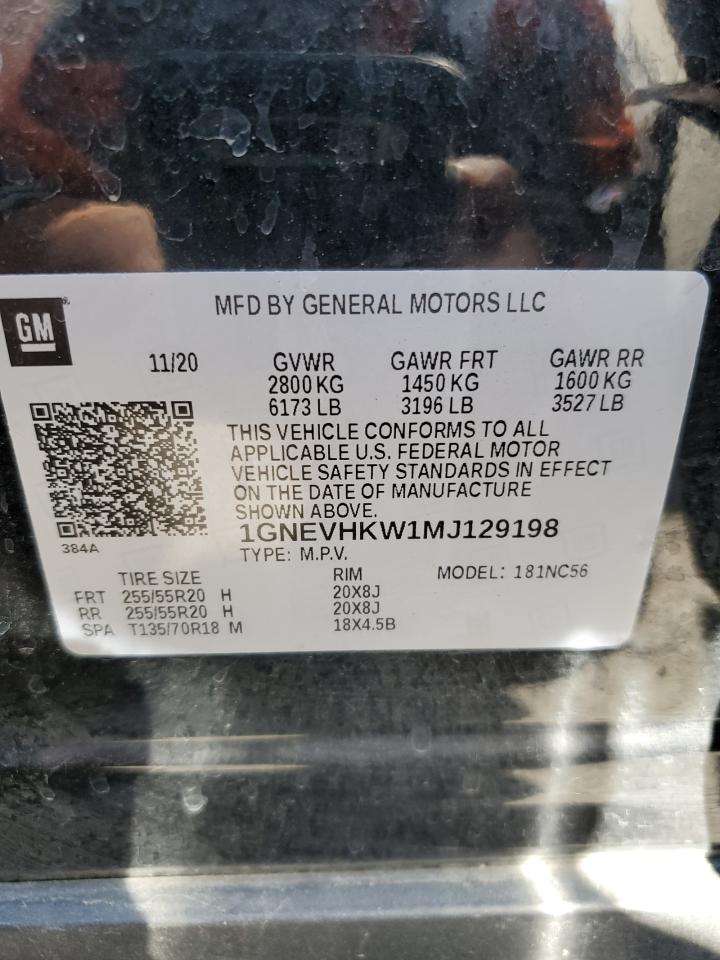 MFD BY GENERAL MOTORS LLC
GM
11/20 GVWR GAWR FRT GAWR RR
2800 KG 1450 KG 1600 KG
6173 LB 3196 LB 3527 LB
THIS VEHICLE CONFORMS TO ALL
APPLICABLE U.S. FEDERAL MOTOR
VEHICLE SAFETY STANDARDS IN EFFECT
ON THE DATE OF MANUFACTURE
SHOWN ABOVE.
1GNEVHKW1MJ129198
384A
TYPE: M.P.V.
TIRE SIZE RIM MODEL: 181NC56
FRT 255/55R20 H 20X8J
RR 255/55R20 H 20X8J
SPA T135/70R18 M 18X4.5B